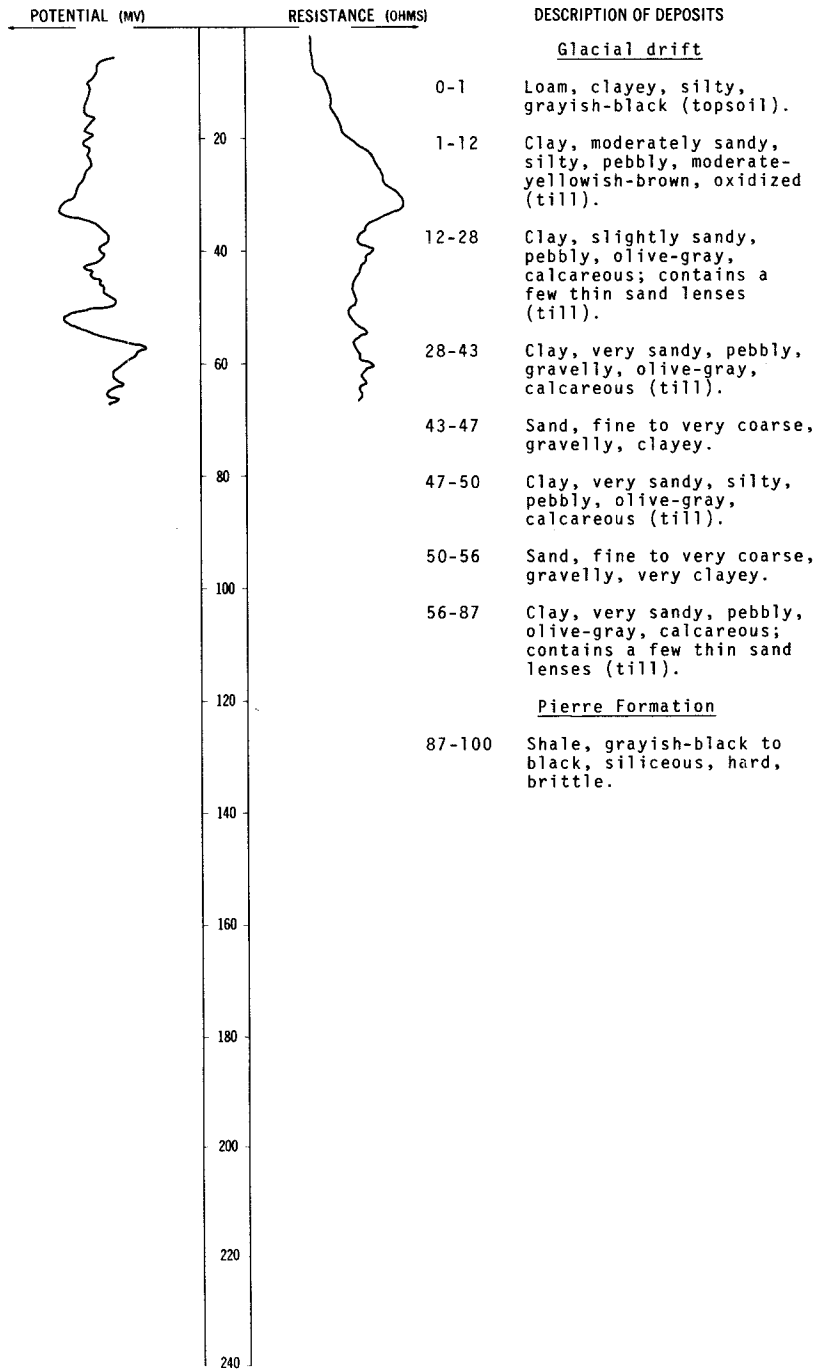 POTENTIAL (MV)
RESISTANCE (OHMS)
DESCRIPTION OF DEPOSITS
Glacial drift
0-1 Loam, clayey, silty,
grayish-black (topsoil).
1-12 Clay, moderately sandy,
silty, pebbly, moderate-
yellowish-brown, oxidized
(till).
12-28 Clay, slightly sandy,
pebbly, olive-gray,
calcareous; contains a
few thin sand lenses
(till).
28-43 Clay, very sandy, pebbly,
gravelly, olive-gray,
calcareous (till).
43-47 Sand, fine to very coarse,
gravelly, clayey.
47-50 Clay, very sandy, silty,
pebbly, olive-gray,
calcareous (till).
50-56 Sand, fine to very coarse,
gravelly, very clayey.
56-87 Clay, very sandy, pebbly,
olive-gray, calcareous;
contains a few thin sand
lenses (till).
Pierre Formation
87-100 Shale, grayish-black to
black, siliceous, hard,
brittle.
20
40
60
80
100
120
140
160
180
200
220
240